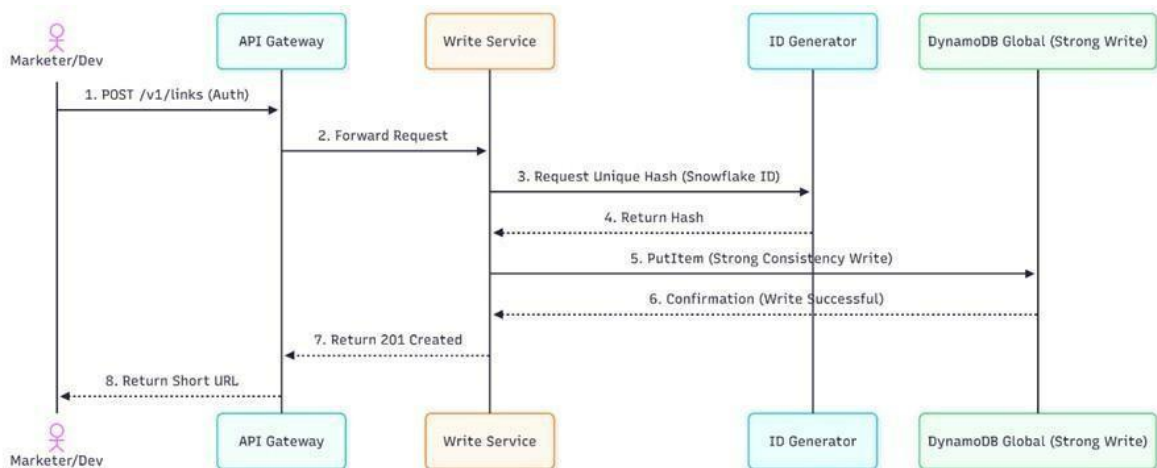 API Gateway
Write Service
ID Generator
DynamoDB Global (Strong Write)
Marketer/Dev
1. POST /v1/links (Auth)
2. Forward Request
3. Request Unique Hash (Snowflake ID)
4. Return Hash
5. PutItem (Strong Consistency Write)
6. Confirmation (Write Successful)
7. Return 201 Created
8. Return Short URL
API Gateway
Write Service
ID Generator
DynamoDB Global (Strong Write)
Marketer/Dev